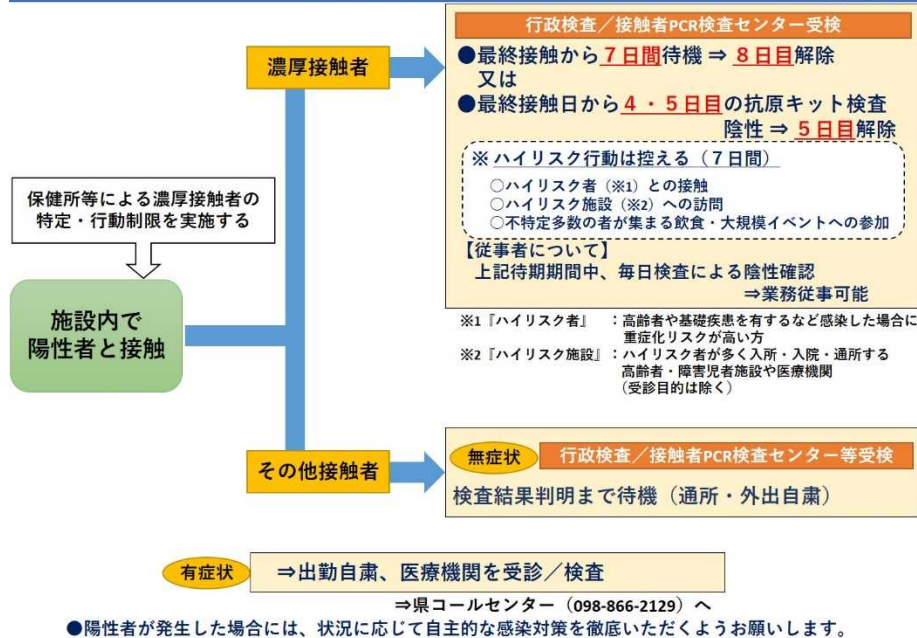 濃厚接触者
行政検査／接触者PCR検査センター受検
●最終接触から７日間待機 ⇒ ８日目解除
又は
●最終接触日から４・５日目の抗原キット検査
陰性 ⇒ ５日目解除
※ ハイリスク行動は控える（７日間）
○ハイリスク者（※1）との接触
○ハイリスク施設（※2）への訪問
○不特定多数の者が集まる飲食・大規模イベントへの参加
【従事者について】
上記待期期間中、毎日検査による陰性確認
⇒業務従事可能
※1『ハイリスク者』 ：高齢者や基礎疾患を有するなど感染した場合に
重症化リスクが高い方
※2『ハイリスク施設』：ハイリスク者が多く入所・入院・通所する
高齢者・障害児者施設や医療機関
（受診目的は除く）
保健所等による濃厚接触者の
特定・行動制限を実施する
施設内で
陽性者と接触
その他接触者
無症状
行政検査／接触者PCR検査センター等受検
検査結果判明まで待機（通所・外出自粛）
有症状
⇒出勤自粛、医療機関を受診／検査
⇒県コールセンター（098-866-2129）へ
●陽性者が発生した場合には、状況に応じて自主的な感染対策を徹底いただくようお願いします。